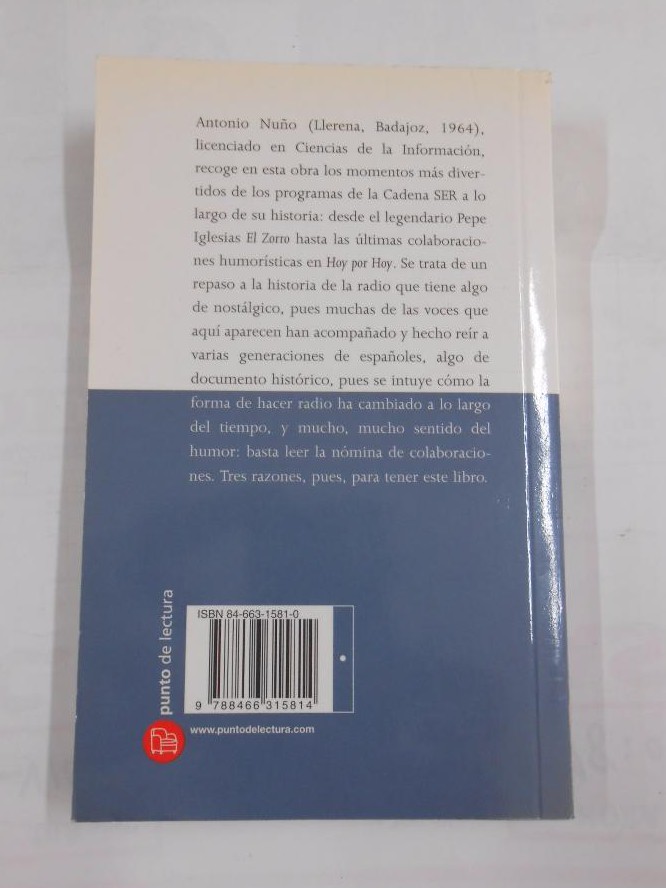 Antonio Nuño (Llerena, Badajoz, 1964),
licenciado en Ciencias de la Información,
recoge en esta obra los momentos más diver-
tidos de los programas de la Cadena SER a lo
largo de su historia: desde el legendario Pepe
Iglesias El Zorro hasta las últimas colaboracio-
nes humorísticas en Hoy por Hoy. Se trata de un
repaso a la historia de la radio que tiene algo
de nostálgico, pues muchas de las voces que
aquí aparecen han acompañado y hecho reír a
varias generaciones de españoles, algo de
documento histórico, pues se intuye cómo la
forma de hacer radio ha cambiado a lo largo
del tiempo, y mucho, mucho sentido del
humor: basta leer la nómina de colaboracio-
nes. Tres razones, pues, para tener este libro.
punto de lectura
ISBN 84-663-1581-0
9 788466 315814
www.puntodelectura.com